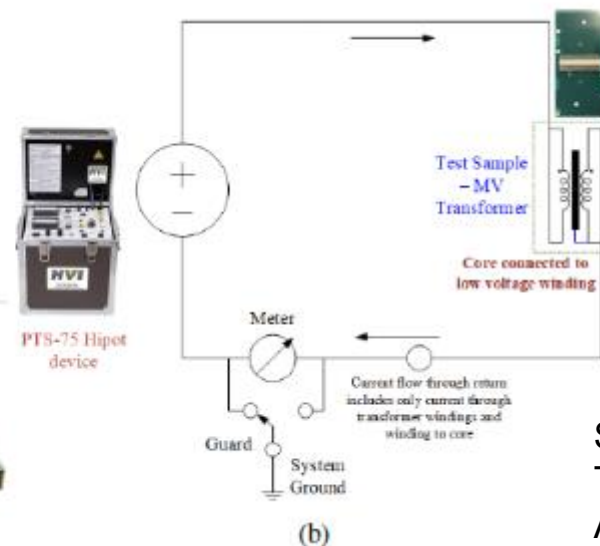 Test Sample
– MV
Transformer
Core connected to
low voltage winding
HVI
PTS-75 Hipot
device
Meter
Current flow through return
includes only current through
transformer windings and
winding to core
Guard
System
Ground
(b)